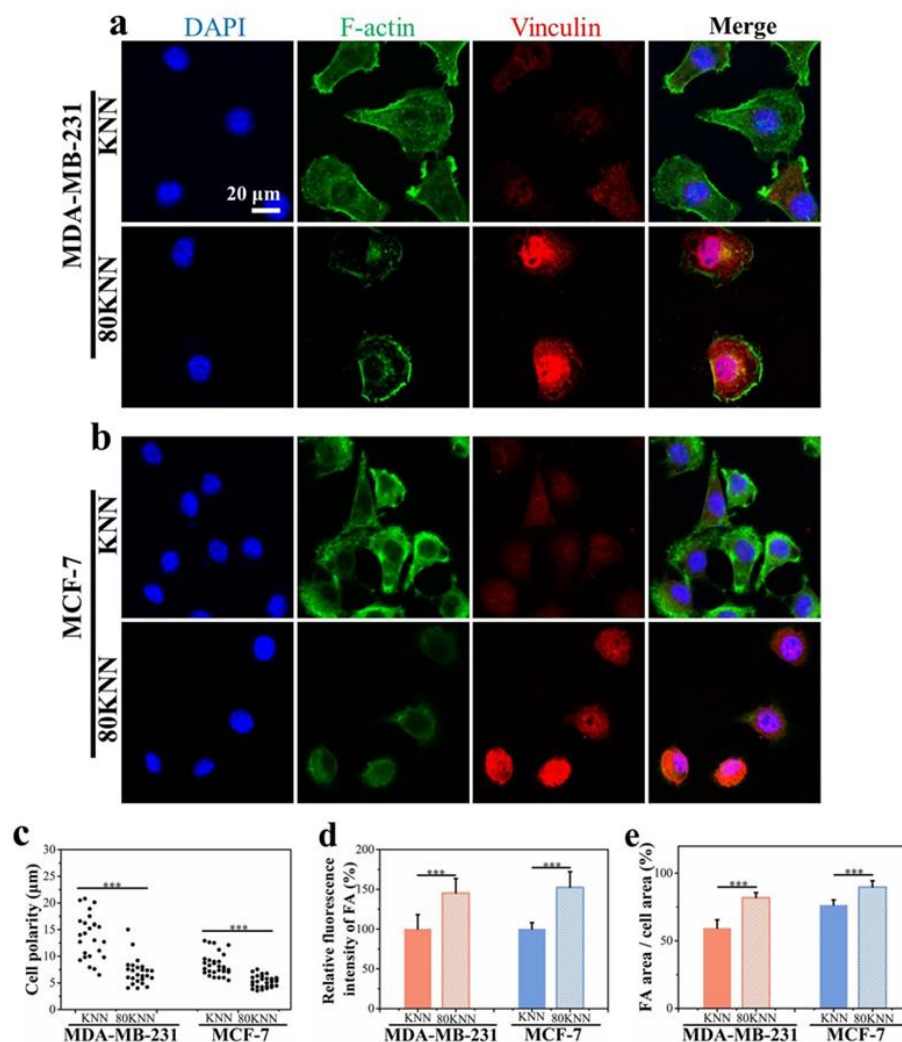 a
DAPI F-actin Vinculin Merge
MDA-MB-231
KNN
20 μm
80KNN
b
MCF-7
KNN
80KNN
c
Cell polarity (μm)
30
25
20
15
10
5
0
***
***
KNN 80KNN KNN 80KNN
MDA-MB-231 MCF-7
d
Relative fluorescence
intensity of FA (%)
200
150
100
50
0
***
***
KNN 80KNN KNN 80KNN
MDA-MB-231 MCF-7
e
FA area / cell area (%)
100
75
50
25
0
***
***
KNN 80KNN KNN 80KNN
MDA-MB-231 MCF-7